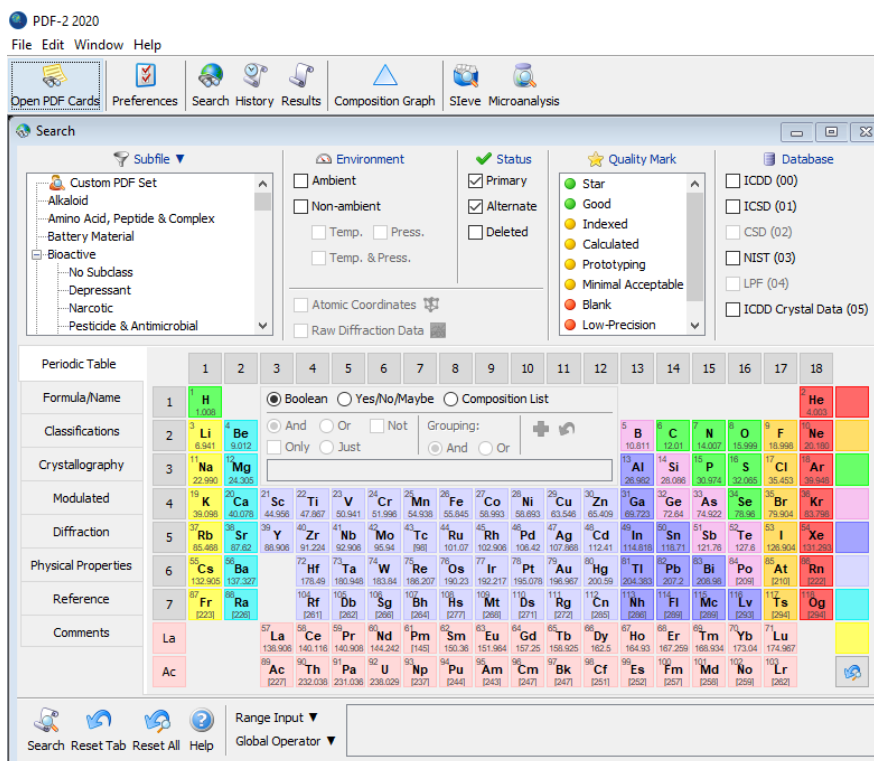 PDF-2 2020
File Edit Window Help
Open PDF Cards Preferences Search History Results Composition Graph SIeve Microanalysis
Search
Subfile ▼
Custom PDF Set
Alkaloid
Amino Acid, Peptide & Complex
Battery Material
Bioactive
No Subclass
Depressant
Narcotic
Pesticide & Antimicrobial
Environment
Ambient
Non-ambient
Temp. Press.
Temp. & Press.
Atomic Coordinates
Raw Diffraction Data
Status
Primary
Alternate
Deleted
Quality Mark
Star
Good
Indexed
Calculated
Prototyping
Minimal Acceptable
Blank
Low-Precision
Database
ICDD (00)
ICSD (01)
CSD (02)
NIST (03)
LPF (04)
ICDD Crystal Data (05)
Periodic Table
Formula/Name
Classifications
Crystallography
Modulated
Diffraction
Physical Properties
Reference
Comments
1 2 3 4 5 6 7 8 9 10 11 12 13 14 15 16 17 18
Boolean Yes/No/Maybe Composition List
And Or Not Grouping:
Only Just And Or
1 1 H 1.008 2 He 4.003
2 3 Li 6.941 4 Be 9.012 5 B 10.811 6 C 12.01 7 N 14.007 8 O 15.999 9 F 18.998 10 Ne 20.180
3 11 Na 22.990 12 Mg 24.305 13 Al 26.982 14 Si 28.086 15 P 30.974 16 S 32.065 17 Cl 35.453 18 Ar 39.948
4 19 K 39.098 20 Ca 40.078 21 Sc 44.956 22 Ti 47.867 23 V 50.941 24 Cr 51.996 25 Mn 54.938 26 Fe 55.845 27 Co 58.993 28 Ni 58.693 29 Cu 63.546 30 Zn 65.409 31 Ga 69.723 32 Ge 72.64 33 As 74.922 34 Se 78.96 35 Br 79.904 36 Kr 83.798
5 37 Rb 85.468 38 Sr 87.62 39 Y 88.906 40 Zr 91.224 41 Nb 92.906 42 Mo 95.94 43 Tc [98] 44 Ru 101.07 45 Rh 102.906 46 Pd 106.42 47 Ag 107.868 48 Cd 112.41 49 In 114.818 50 Sn 118.71 51 Sb 121.76 52 Te 127.6 53 I 126.904 54 Xe 131.293
6 55 Cs 132.905 56 Ba 137.327 72 Hf 178.49 73 Ta 180.948 74 W 183.84 75 Re 186.207 76 Os 190.23 77 Ir 192.217 78 Pt 195.078 79 Au 196.967 80 Hg 200.59 81 Tl 204.383 82 Pb 207.2 83 Bi 208.98 84 Po [209] 85 At [210] 86 Rn [222]
7 87 Fr [223] 88 Ra [226] 104 Rf [261] 105 Db [262] 106 Sg [266] 107 Bh [264] 108 Hs [277] 109 Mt [268] 110 Ds [271] 111 Rg [272] 112 Cn [285] 113 Nh [286] 114 Fl [289] 115 Mc [289] 116 Lv [293] 117 Ts [294] 118 Og [294]
La 57 La 138.906 58 Ce 140.116 59 Pr 140.908 60 Nd 144.242 61 Pm [145] 62 Sm 150.36 63 Eu 151.964 64 Gd 157.25 65 Tb 158.925 66 Dy 162.5 67 Ho 164.93 68 Er 167.259 69 Tm 168.934 70 Yb 173.04 71 Lu 174.967
Ac 89 Ac [227] 90 Th 232.038 91 Pa 231.036 92 U 238.029 93 Np [237] 94 Pu [244] 95 Am [243] 96 Cm [247] 97 Bk [247] 98 Cf [251] 99 Es [252] 100 Fm [257] 101 Md [258] 102 No [259] 103 Lr [262]
Search Reset Tab Reset All Help
Range Input ▼
Global Operator ▼